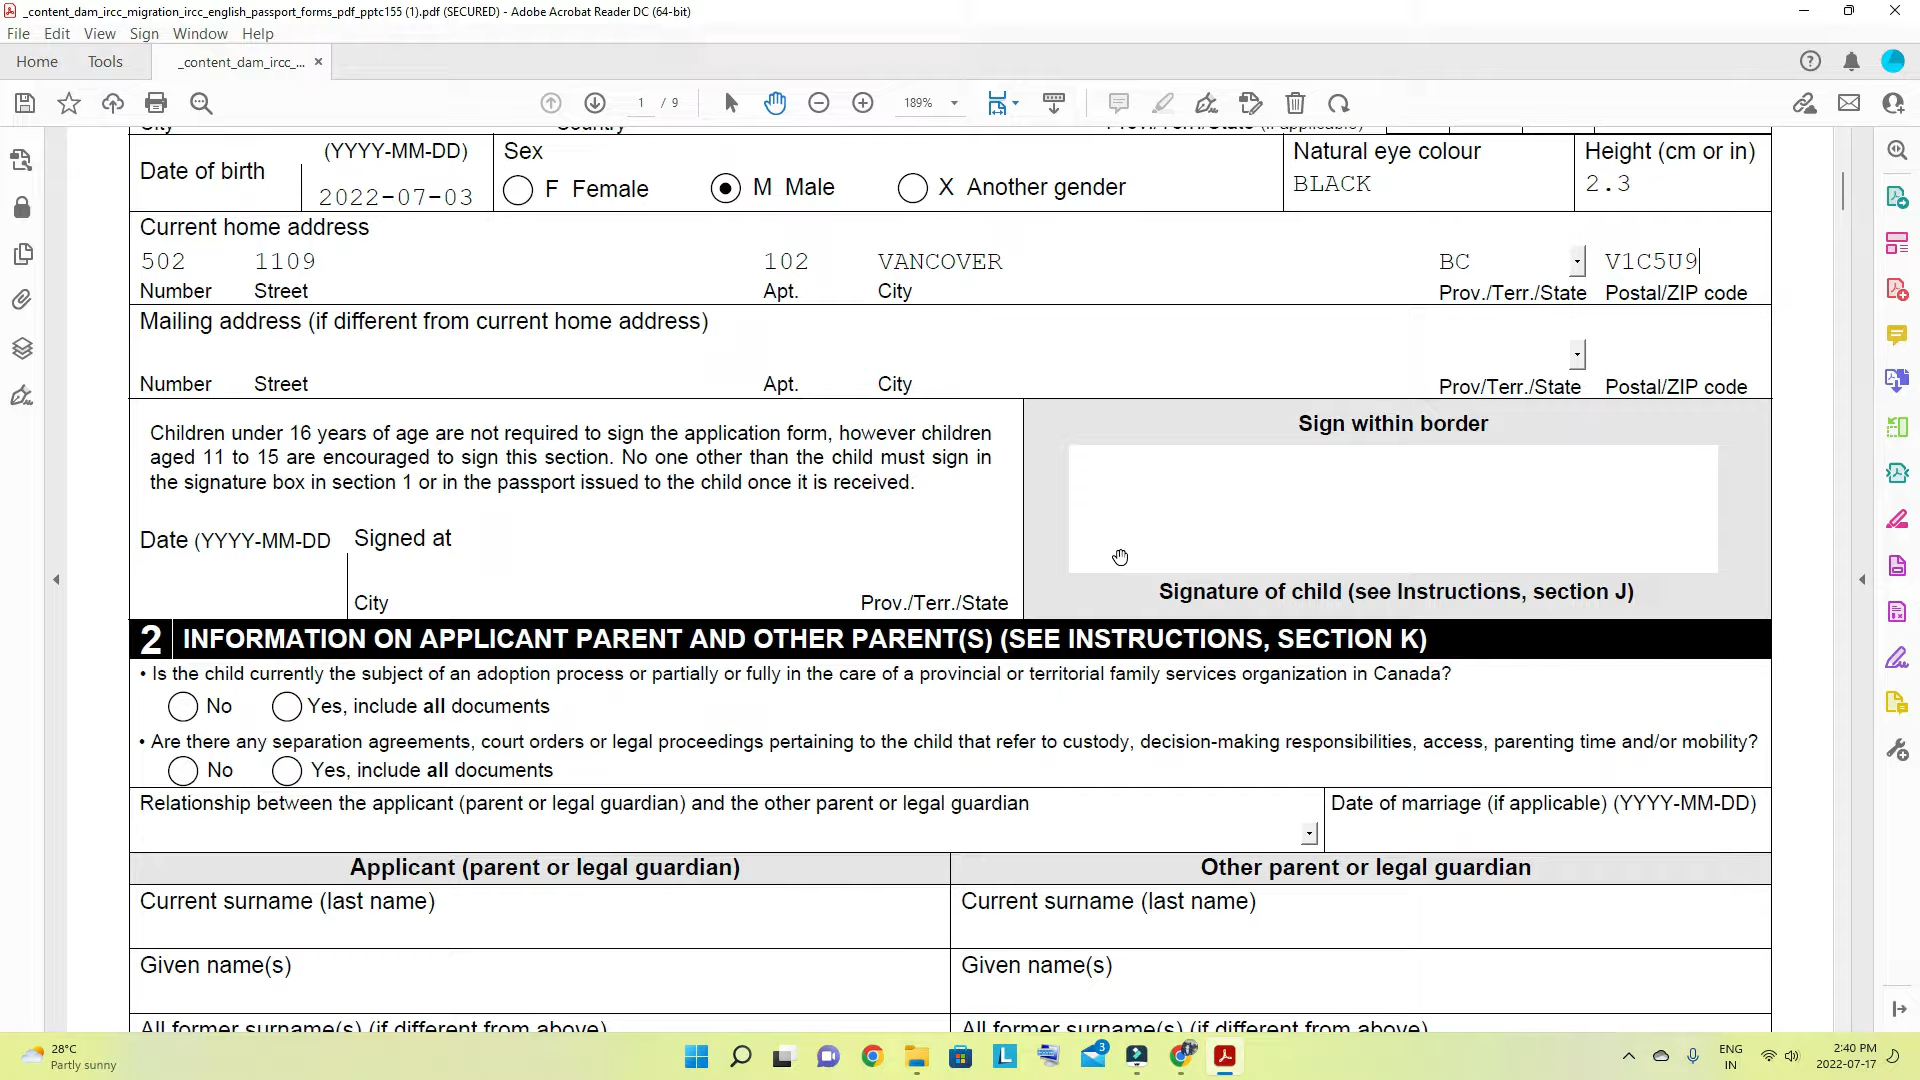 _content_dam_ircc_migration_ircc_english_passport_forms_pdf_pptc155 (1).pdf (SECURED) - Adobe Acrobat Reader DC (64-bit)
File Edit View Sign Window Help
Home Tools _content_dam_ircc_... ×
1 / 9 189%
City Country Prov./Terr./State (if applicable)
Date of birth (YYYY-MM-DD) Sex Natural eye colour Height (cm or in)
2022-07-03 F Female M Male X Another gender BLACK 2.3
Current home address
502 1109 102 VANCOVER BC V1C5U9
Number Street Apt. City Prov./Terr./State Postal/ZIP code
Mailing address (if different from current home address)
Number Street Apt. City Prov/Terr./State Postal/ZIP code
Children under 16 years of age are not required to sign the application form, however children
aged 11 to 15 are encouraged to sign this section. No one other than the child must sign in
the signature box in section 1 or in the passport issued to the child once it is received.
Sign within border
Date (YYYY-MM-DD Signed at
City Prov./Terr./State
Signature of child (see Instructions, section J)
2 INFORMATION ON APPLICANT PARENT AND OTHER PARENT(S) (SEE INSTRUCTIONS, SECTION K)
• Is the child currently the subject of an adoption process or partially or fully in the care of a provincial or territorial family services organization in Canada?
No Yes, include all documents
• Are there any separation agreements, court orders or legal proceedings pertaining to the child that refer to custody, decision-making responsibilities, access, parenting time and/or mobility?
No Yes, include all documents
Relationship between the applicant (parent or legal guardian) and the other parent or legal guardian Date of marriage (if applicable) (YYYY-MM-DD)
Applicant (parent or legal guardian) Other parent or legal guardian
Current surname (last name) Current surname (last name)
Given name(s) Given name(s)
All former surname(s) (if different from above) All former surname(s) (if different from above)
28°C
Partly sunny
3
ENG
IN
2:40 PM
2022-07-17